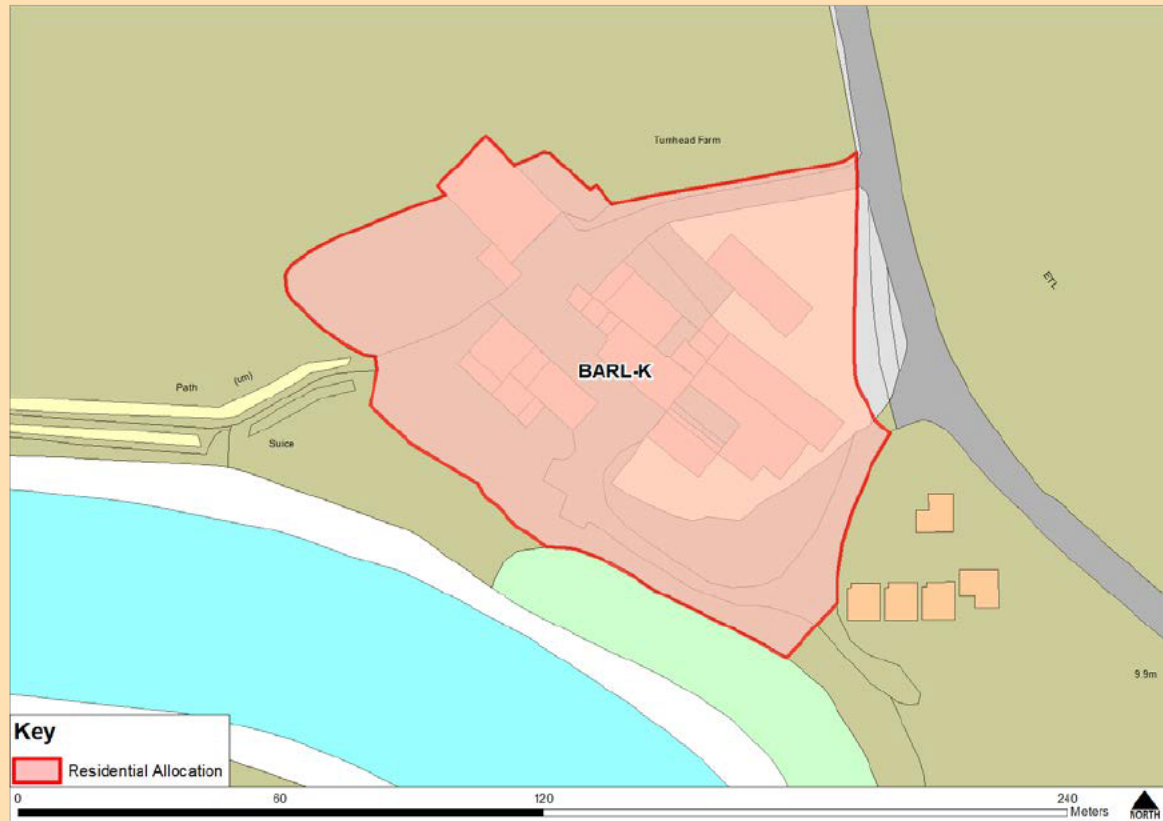 Turnhead Farm
ETL
BARL-K
Path
(um)
Suice
9.9m
Key
Residential Allocation
0 60 120 240
Meters
NORTH